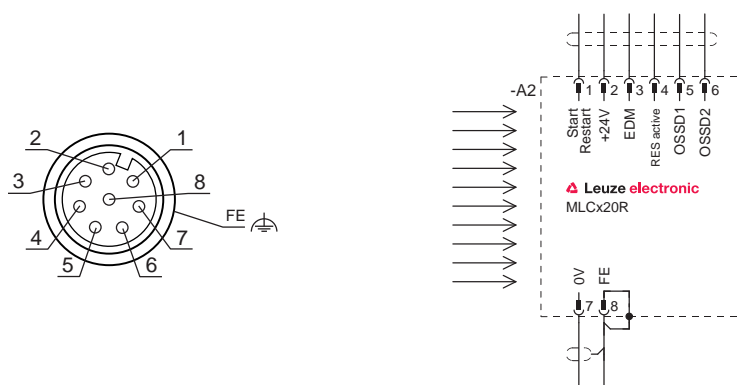 2
1
3
8
4
7
5
6
FE
-A2
1
2
3
4
5
6
Start
Restart
+24V
EDM
RES active
OSSD1
OSSD2
Leuze electronic
MLCx20R
0V
FE
7
8